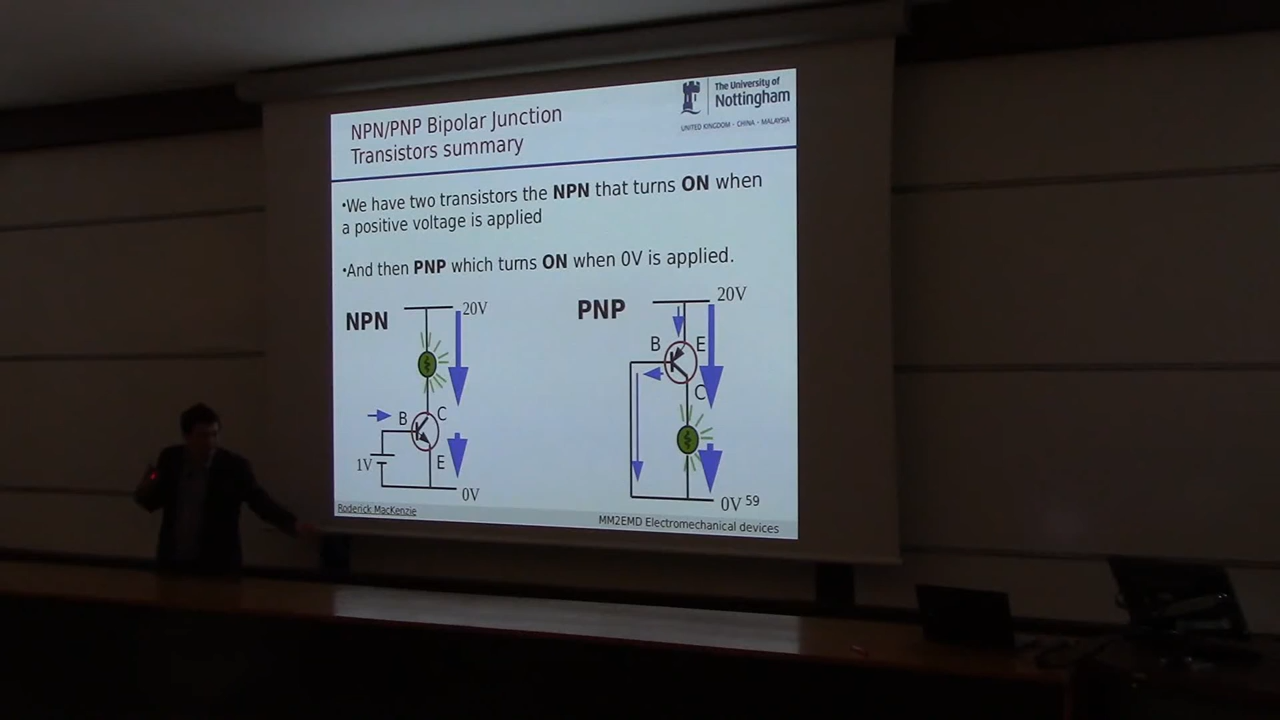 NPN/PNP Bipolar Junction
Transistors summary
The University of
Nottingham
UNITED KINGDOM · CHINA · MALAYSIA
•We have two transistors the NPN that turns ON when
a positive voltage is applied
•And then PNP which turns ON when 0V is applied.
NPN
20V
B
C
1V
E
0V
PNP
20V
B
E
C
0V
59
Roderick MacKenzie
MM2EMD Electromechanical devices